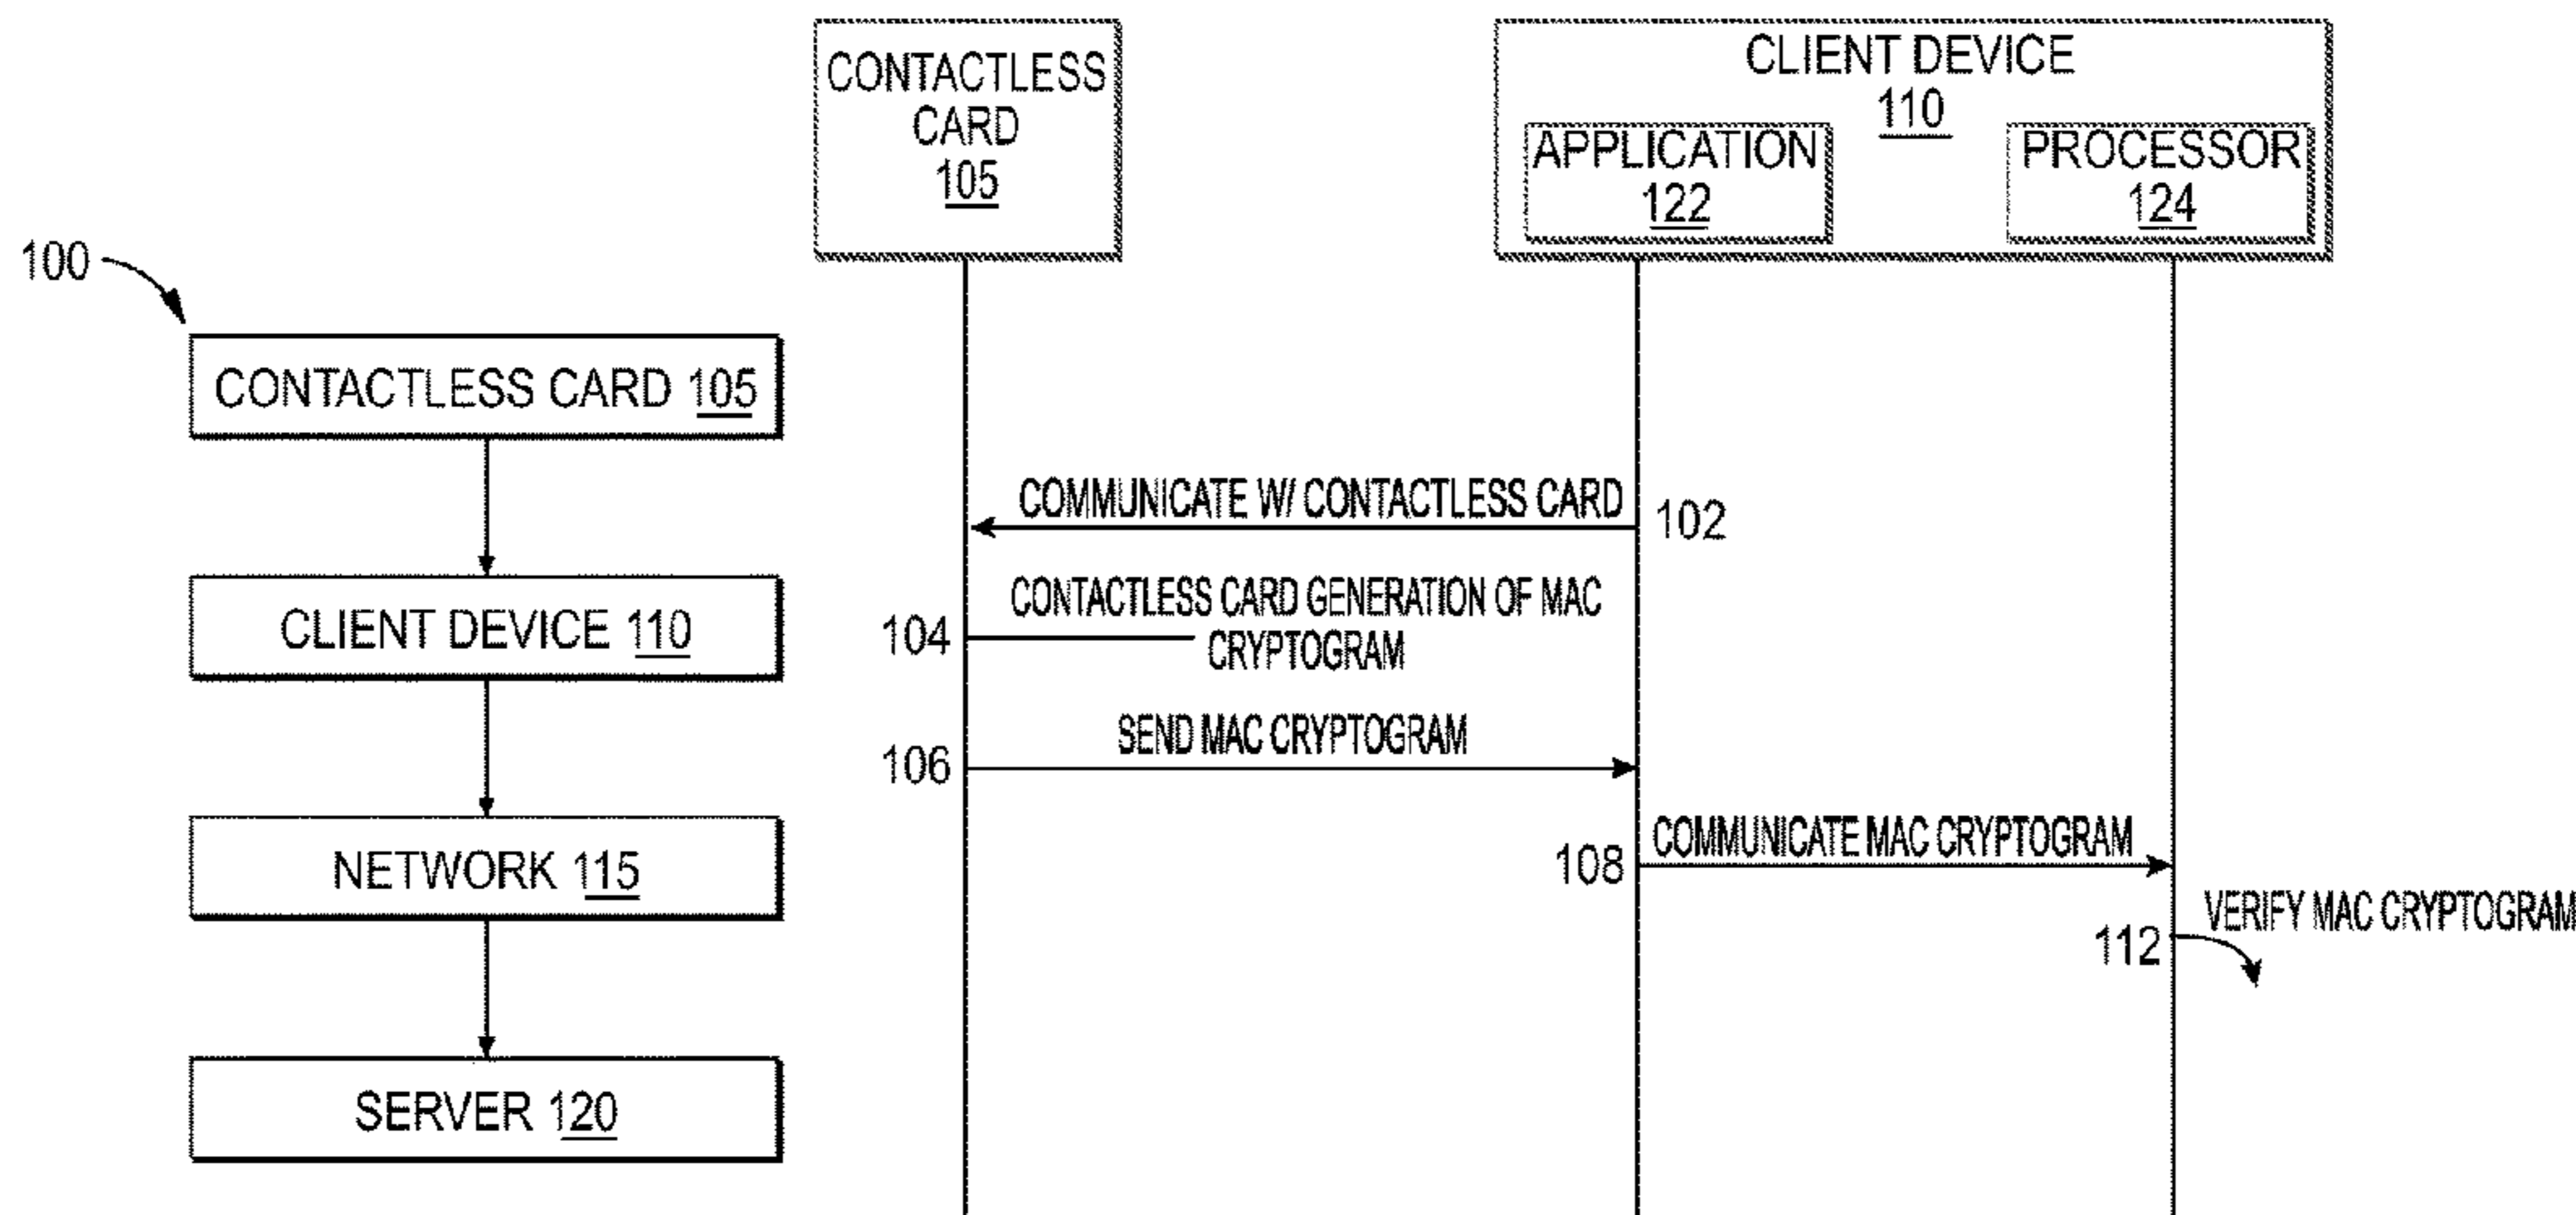 100
CONTACTLESS CARD 105
CLIENT DEVICE 110
NETWORK 115
SERVER 120
CONTACTLESS
CARD
105
CLIENT DEVICE
110
APPLICATION
122
PROCESSOR
124
COMMUNICATE W/ CONTACTLESS CARD
102
CONTACTLESS CARD GENERATION OF MAC
104
CRYPTOGRAM
SEND MAC CRYPTOGRAM
106
COMMUNICATE MAC CRYPTOGRAM
108
VERIFY MAC CRYPTOGRAM
112